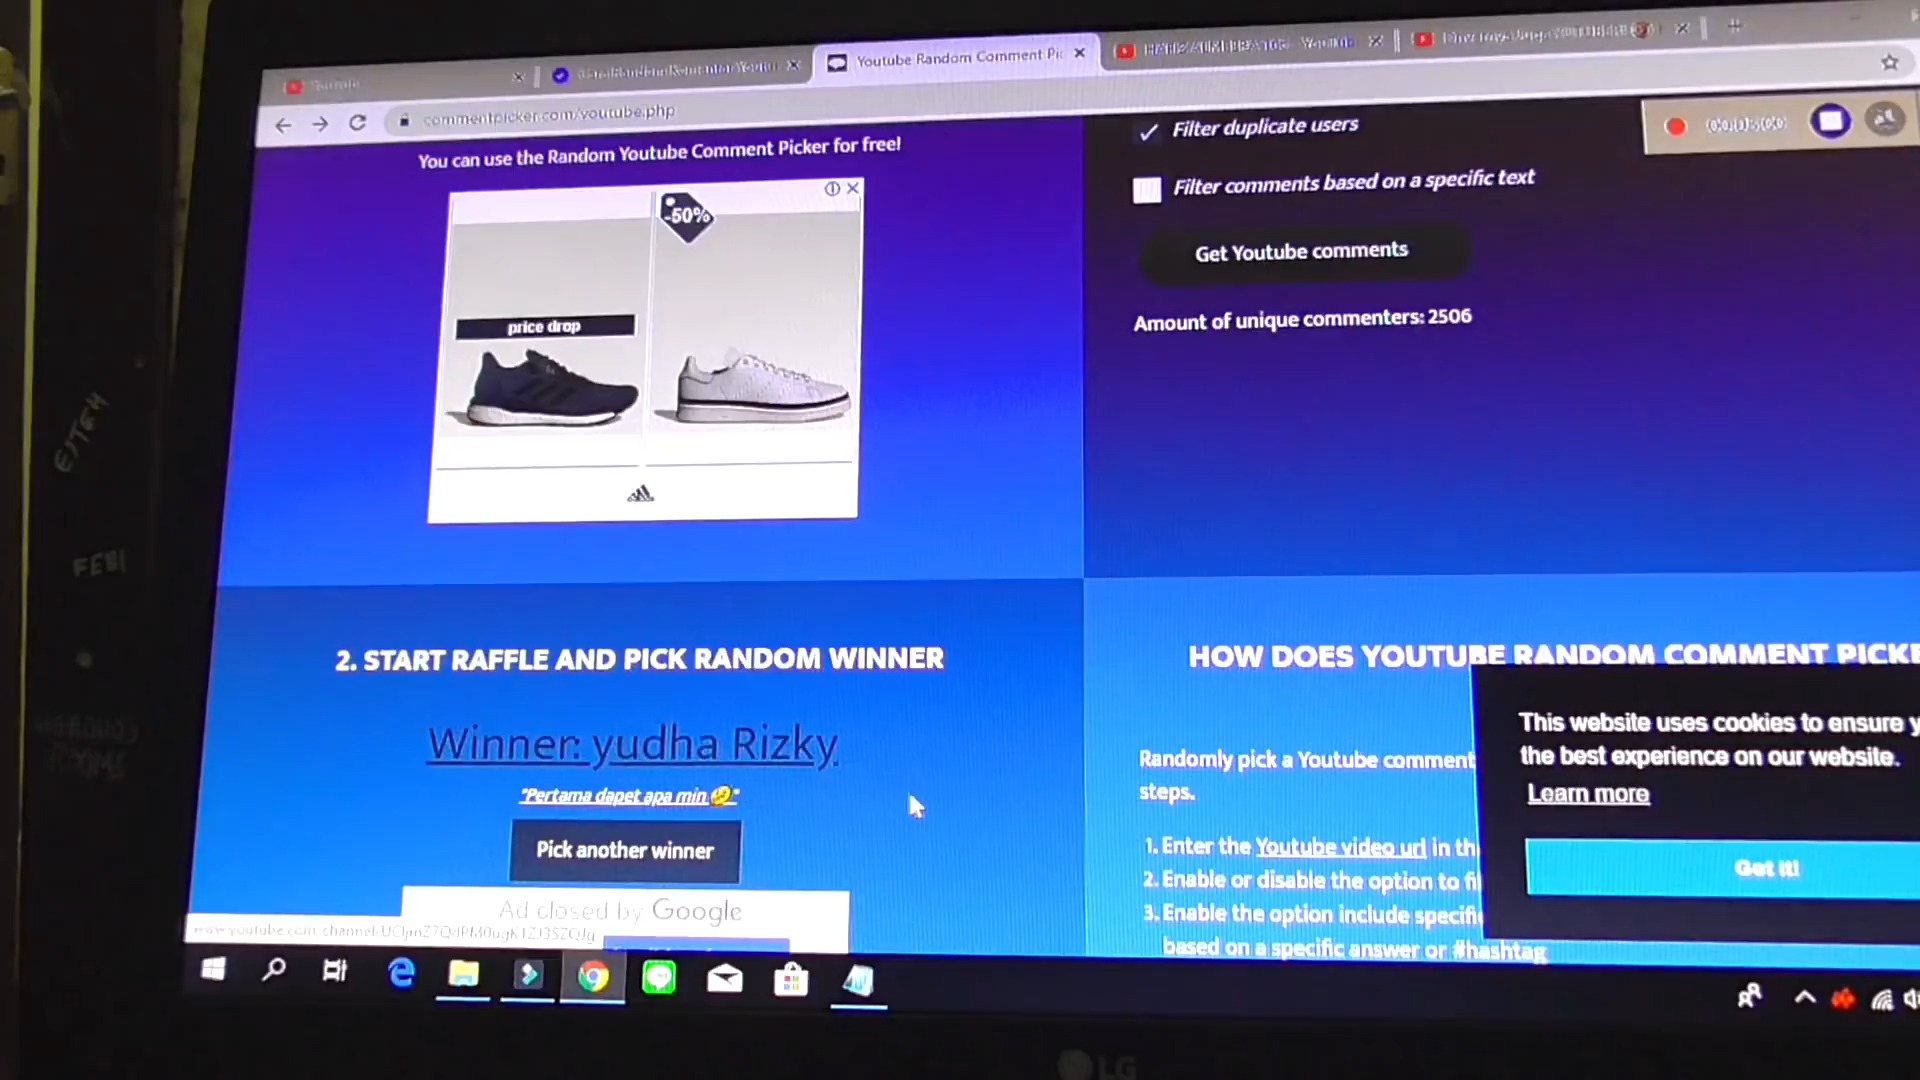 Youtube Random Comment Pic
commentpicker.com/youtube.php
You can use the Random Youtube Comment Picker for free!
-50%
price drop
Filter duplicate users
Filter comments based on a specific text
Get Youtube comments
Amount of unique commenters: 2506
2. START RAFFLE AND PICK RANDOM WINNER
Winner: yudha Rizky
"Pertama dapet apa min🤣"
Pick another winner
Ad closed by Google
HOW DOES YOUTUBE RANDOM COMMENT PICKE
Randomly pick a Youtube comment
steps.
1. Enter the Youtube video url in th
2. Enable or disable the option to fi
3. Enable the option include specifi
based on a specific answer or #hashtag
This website uses cookies to ensure y
the best experience on our website.
Learn more
Got it!
EJTEH
FEBI
LG